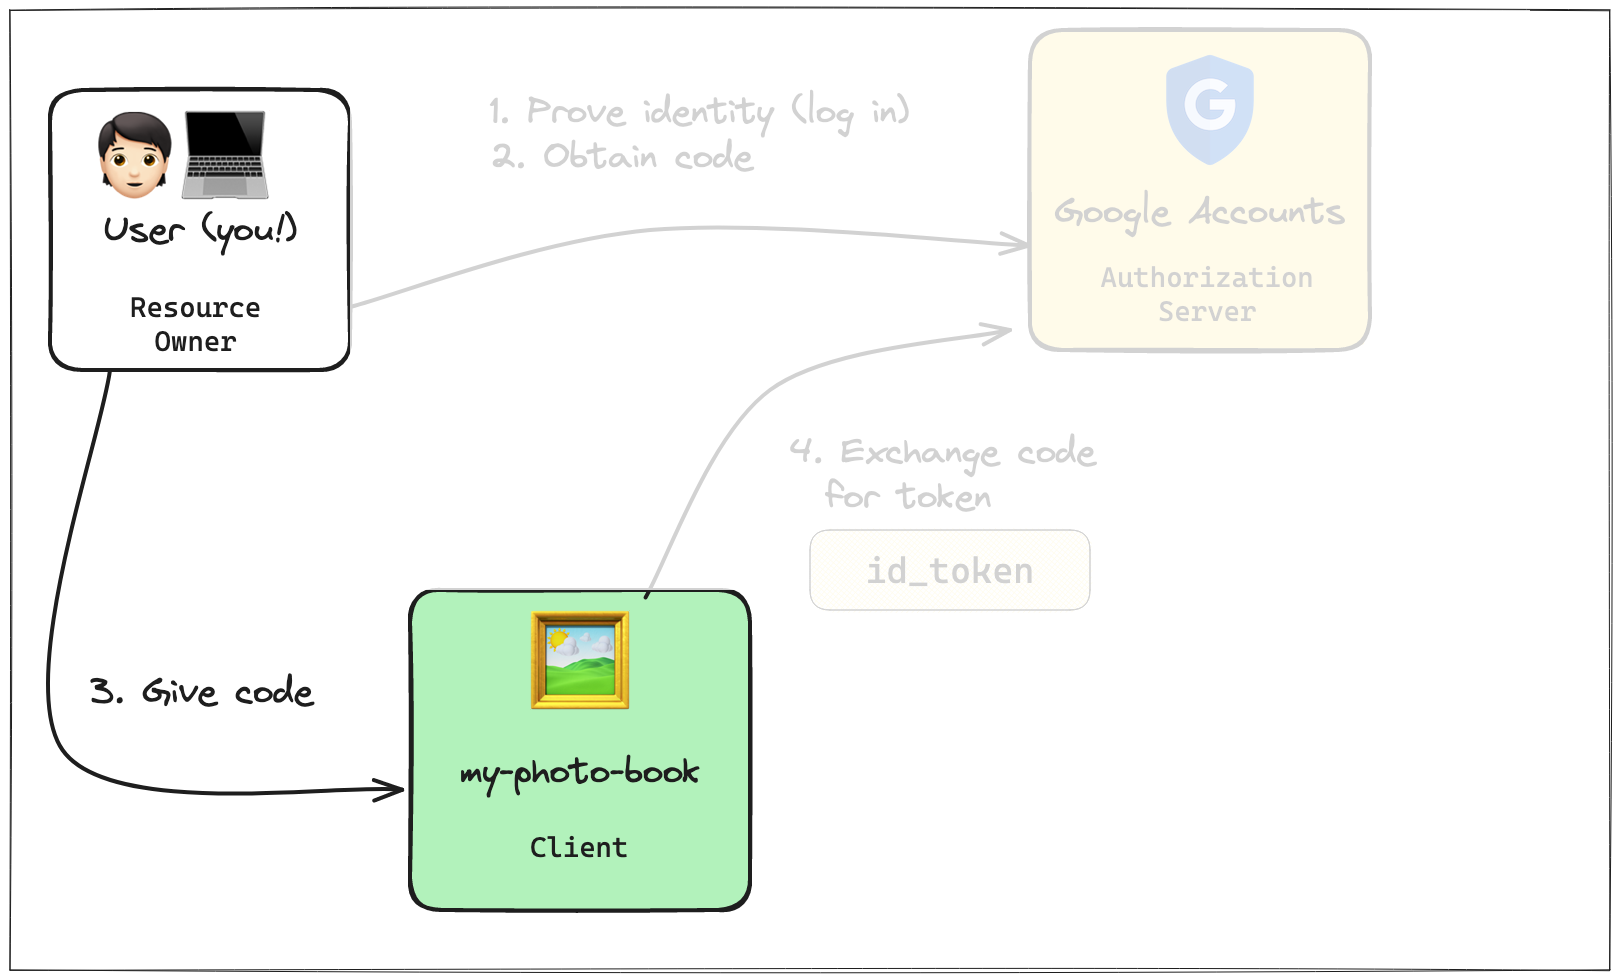 User (you!)
Resource
Owner
1. Prove identity (log in)
2. Obtain code
G
Google Accounts
Authorization
Server
4. Exchange code
for token
id_token
3. Give code
my-photo-book
Client